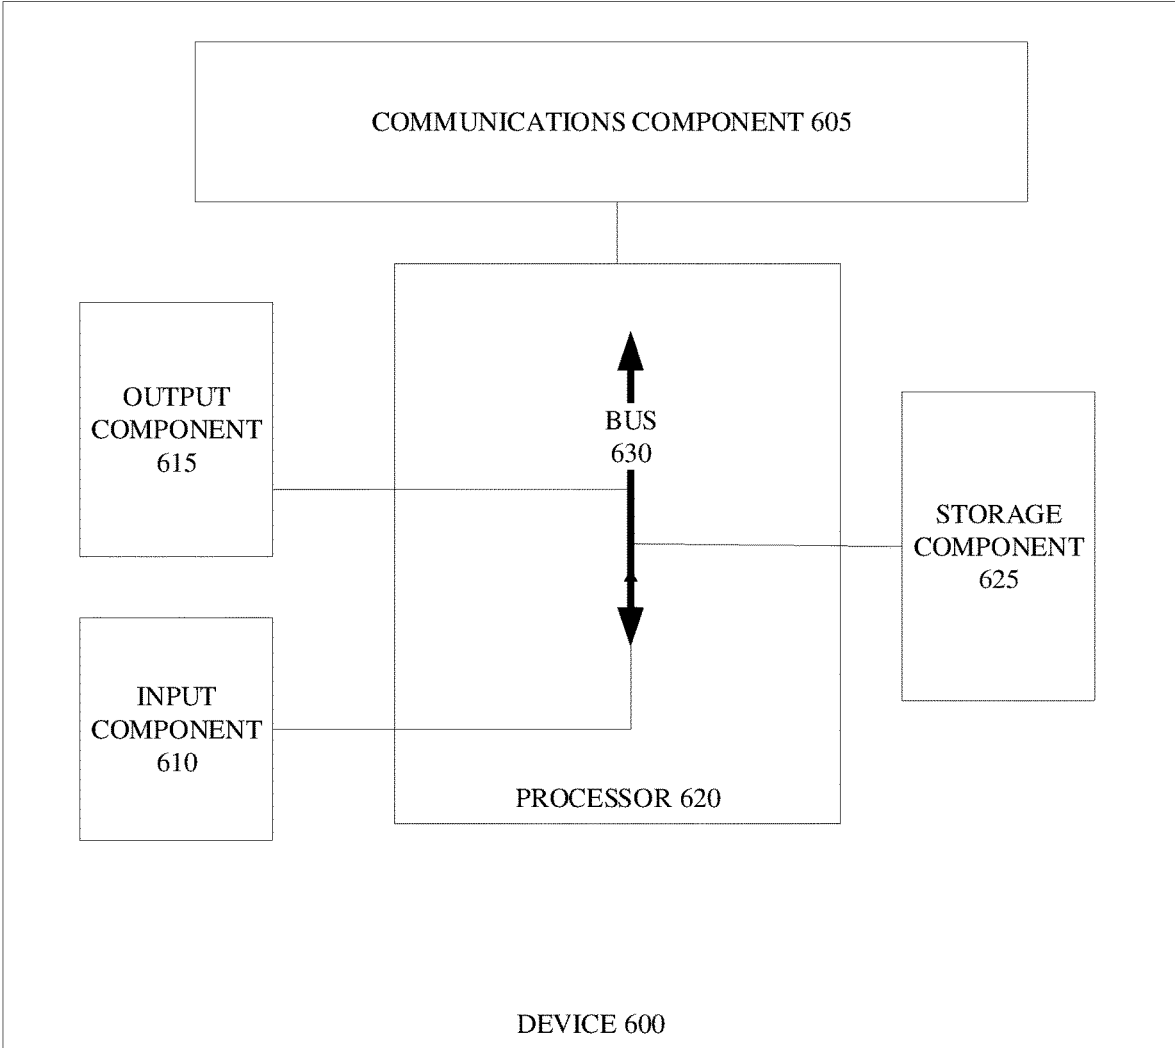 COMMUNICATIONS COMPONENT 605
OUTPUT
COMPONENT
615
BUS
630
STORAGE
COMPONENT
625
INPUT
COMPONENT
610
PROCESSOR 620
DEVICE 600